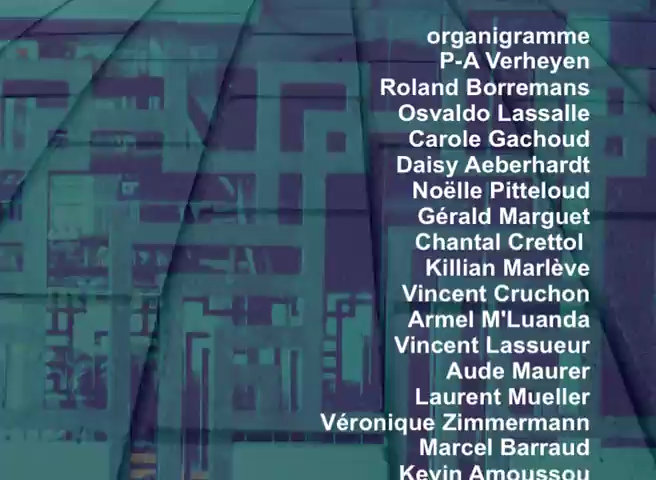 organigramme
P-A Verheyen
Roland Borremans
Osvaldo Lassalle
Carole Gachoud
Daisy Aeberhardt
Noëlle Pitteloud
Gérald Marguet
Chantal Crettol
Killian Marlève
Vincent Cruchon
Armel M'Luanda
Vincent Lassueur
Aude Maurer
Laurent Mueller
Véronique Zimmermann
Marcel Barraud
Kevin Amoussou